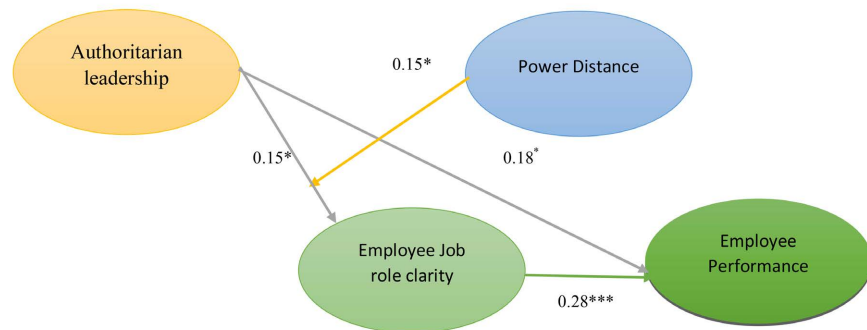 Authoritarian
leadership
0.15*
Power Distance
0.15*
0.18*
Employee Job
role clarity
Employee
Performance
0.28***